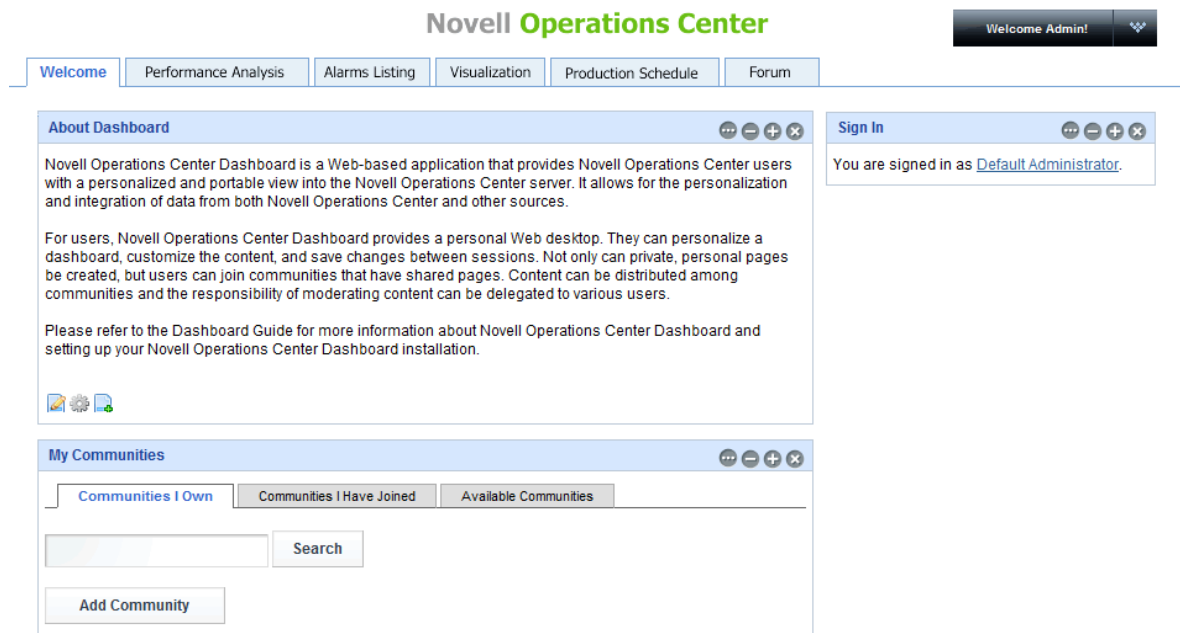 Novell Operations Center
Welcome Admin!
Welcome
Performance Analysis
Alarms Listing
Visualization
Production Schedule
Forum
About Dashboard
Novell Operations Center Dashboard is a Web-based application that provides Novell Operations Center users
with a personalized and portable view into the Novell Operations Center server. It allows for the personalization
and integration of data from both Novell Operations Center and other sources.
For users, Novell Operations Center Dashboard provides a personal Web desktop. They can personalize a
dashboard, customize the content, and save changes between sessions. Not only can private, personal pages
be created, but users can join communities that have shared pages. Content can be distributed among
communities and the responsibility of moderating content can be delegated to various users.
Please refer to the Dashboard Guide for more information about Novell Operations Center Dashboard and
setting up your Novell Operations Center Dashboard installation.
Sign In
You are signed in as Default Administrator.
My Communities
Communities I Own
Communities I Have Joined
Available Communities
Search
Add Community